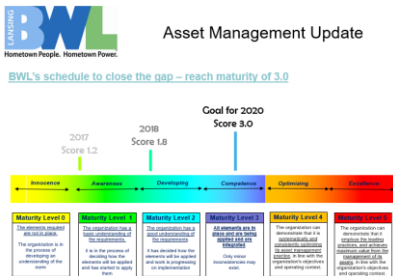 LANSING
BWL
Hometown People. Hometown Power.
Asset Management Update
BWL's schedule to close the gap – reach maturity of 3.0
Goal for 2020
Score 3.0
2018
Score 1.8
2017
Score 1.2
Innocence Awareness Developing Competence Optimizing Excellence
Maturity Level 0
The elements required
are not in place.
The organization is in
the process of
developing an
understanding of the
Maturity Level 1
The organization has a
basic understanding of
the requirements.
It is in the process of
deciding how the
elements will be applied
and has started to apply
them
Maturity Level 2
The organization has a
good understanding of
the requirements.
It has decided how the
elements will be applied
and work is progressing
on implementation
Maturity Level 3
All elements are in
place and are being
applied and are
integrated
Only minor
inconsistencies may
exist.
Maturity Level 4
The organization can
demonstrate that it is
systematically and
consistently optimizing
its asset management
practice, in line with the
organization's objectives
and operating context.
Maturity Level 5
The organization can
demonstrate that it
employs the leading
practices, and achieves
maximum value from the
management of its
assets, in line with the
organization's objectives
and operating context